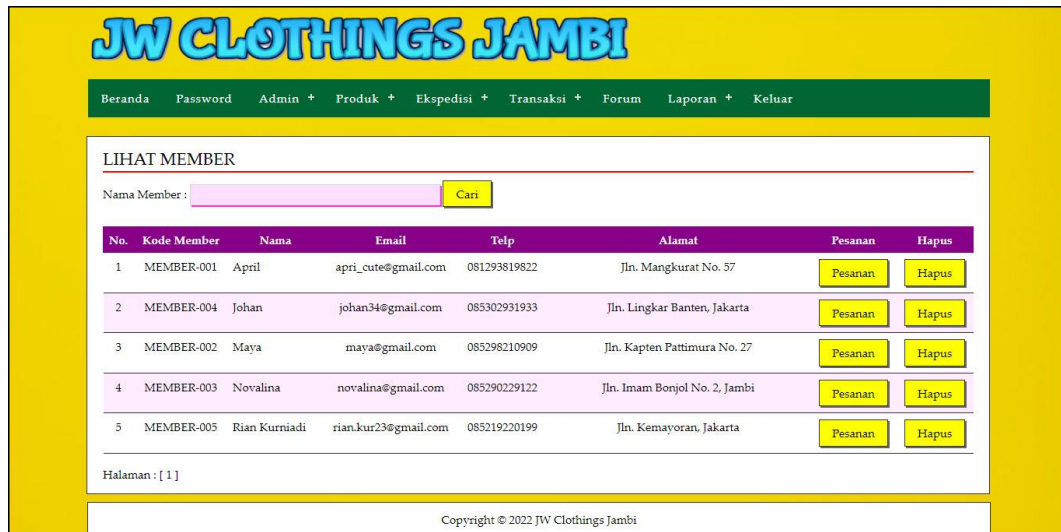 JW CLOTHINGS JAMBI
Beranda Password Admin + Produk + Ekspedisi + Transaksi + Forum Laporan + Keluar
LIHAT MEMBER
Nama Member : Cari
No. Kode Member Nama Email Telp Alamat Pesanan Hapus
1 MEMBER-001 April apri_cute@gmail.com 081293819822 Jln. Mangkurat No. 57 Pesanan Hapus
2 MEMBER-004 Johan johan34@gmail.com 085302931933 Jln. Lingkar Banten, Jakarta Pesanan Hapus
3 MEMBER-002 Maya maya@gmail.com 085298210909 Jln. Kapten Pattimura No. 27 Pesanan Hapus
4 MEMBER-003 Novalina novalina@gmail.com 085290229122 Jln. Imam Bonjol No. 2, Jambi Pesanan Hapus
5 MEMBER-005 Rian Kurniadi rian.kur23@gmail.com 085219220199 Jln. Kemayoran, Jakarta Pesanan Hapus
Halaman : [ 1 ]
Copyright © 2022 JW Clothings Jambi